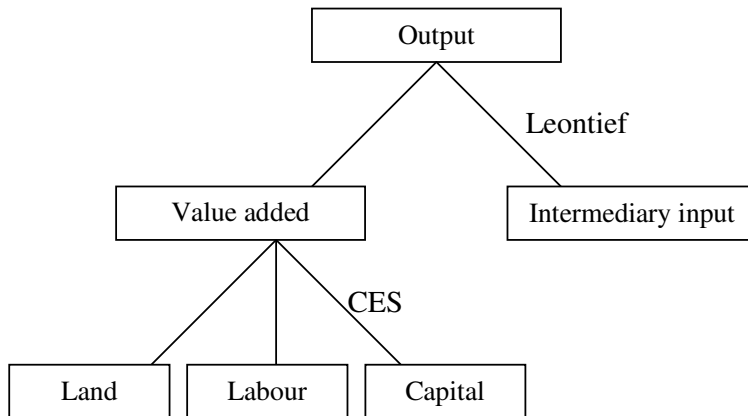 Output
Leontief
Value added
Intermediary input
CES
Land
Labour
Capital